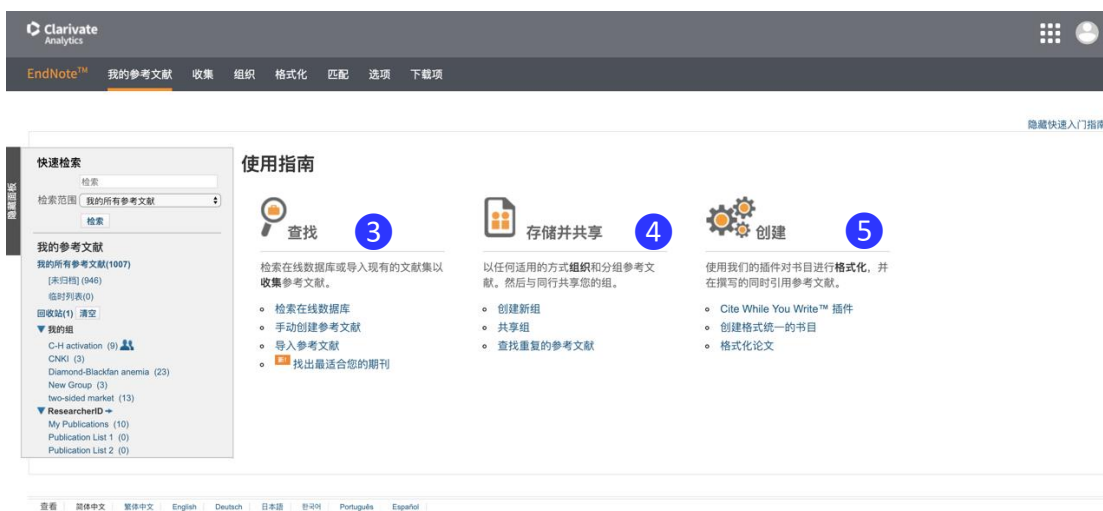 Clarivate
Analytics
EndNote™ 我的参考文献 收集 组织 格式化 匹配 选项 下载项
隐藏快速入门指南
隐藏面板
快速检索
检索
检索范围 我的所有参考文献
检索
我的参考文献
我的所有参考文献(1007)
[未归档] (946)
临时列表(0)
回收站(1) 清空
▼ 我的组
C-H activation (9)
CNKI (3)
Diamond-Blackfan anemia (23)
New Group (3)
two-sided market (13)
▼ ResearcherID
My Publications (10)
Publication List 1 (0)
Publication List 2 (0)
使用指南
查找 3
检索在线数据库或导入现有的文献集以
收集参考文献。
检索在线数据库
手动创建参考文献
导入参考文献
新! 找出最适合您的期刊
存储并共享 4
以任何适用的方式组织和分组参考文
献。然后与同行共享您的组。
创建新组
共享组
查找重复的参考文献
创建 5
使用我们的插件对书目进行格式化，并
在撰写的同时引用参考文献。
Cite While You Write™ 插件
创建格式统一的书目
格式化论文
查看 简体中文 繁体中文 English Deutsch 日本語 한국어 Português Español